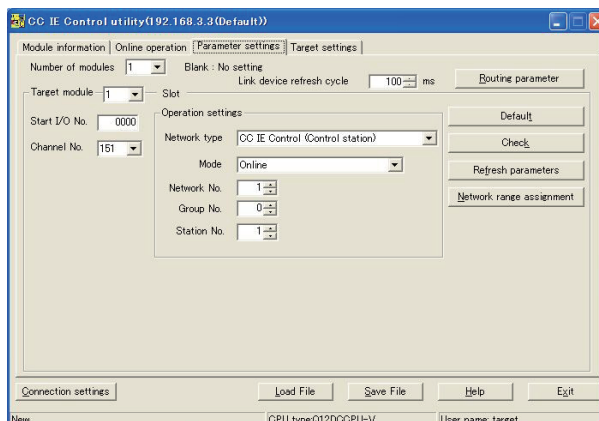 CC IE Control utility(192.168.3.3(Default))
Module information Online operation Parameter settings Target settings
Number of modules 1 Blank : No setting
Link device refresh cycle 100 ms Routing parameter
Target module 1 Slot
Start I/O No. 0000 Operation settings Default
Channel No. 151 Network type CC IE Control (Control station) Check
Mode Online Refresh parameters
Network No. 1 Network range assignment
Group No. 0
Station No. 1
Connection settings Load File Save File Help Exit
New CPU type:Q12DCCPU-V User name: target